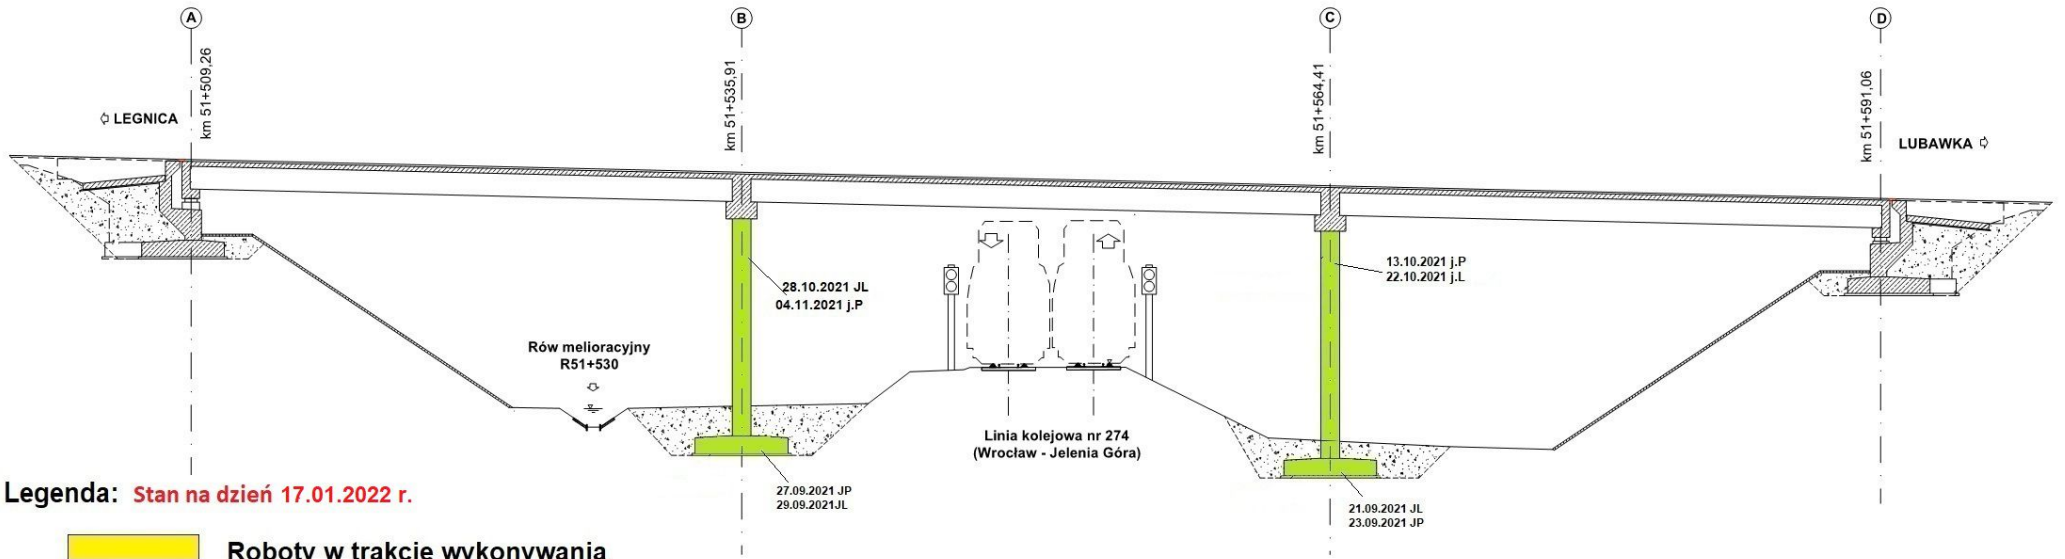 A
B
C
D
km 51+509,26
km 51+535,91
km 51+564,41
km 51+591,06
LEGNICA
LUBAWKA
28.10.2021 JL
04.11.2021 j.P
13.10.2021 j.P
22.10.2021 j.L
Rów melioracyjny
R51+530
Linia kolejowa nr 274
(Wrocław - Jelenia Góra)
27.09.2021 JP
29.09.2021JL
21.09.2021 JL
23.09.2021 JP
Legenda: Stan na dzień 17.01.2022 r.
Roboty w trakcie wykonywania